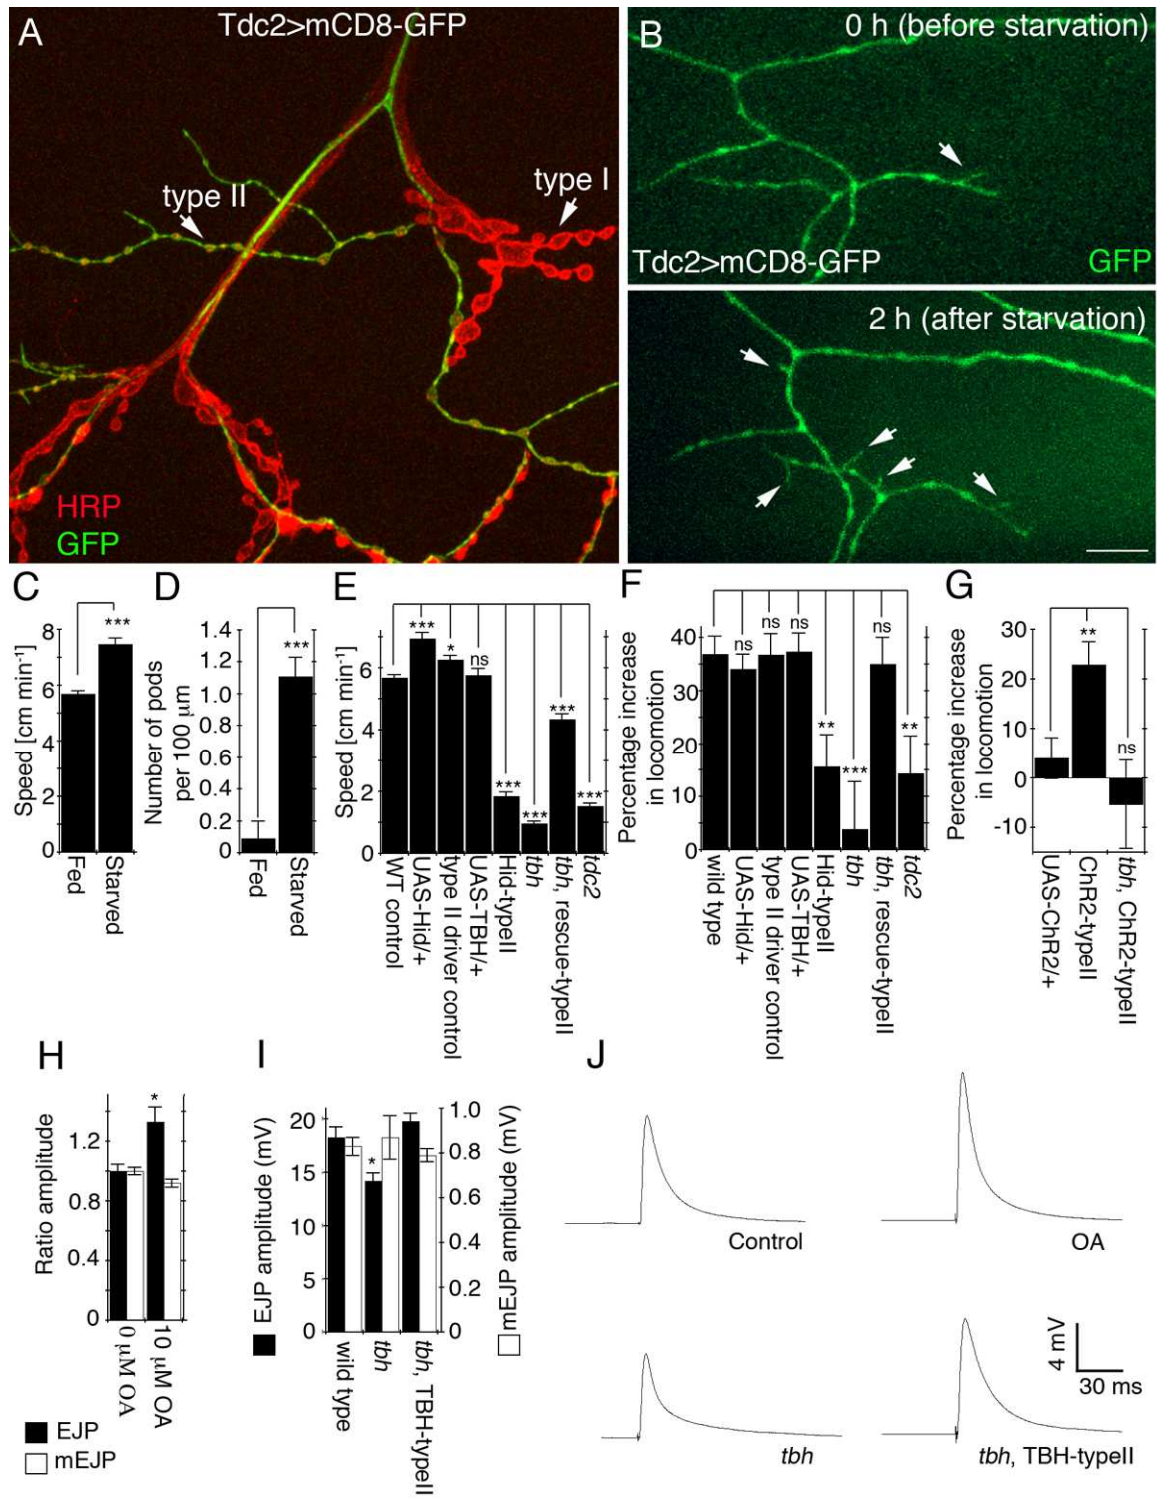 A
Tdc2>mCD8-GFP
type II
type I
HRP
GFP
B
0 h (before starvation)
Tdc2>mCD8-GFP
GFP
2 h (after starvation)
C
Speed [cm min⁻¹]
8
6
4
2
0
***
Fed
Starved
D
Number of pods
per 100 µm
1.4
1.2
1.0
0.8
0.6
0.4
0.2
0
***
Fed
Starved
E
Speed [cm min⁻¹]
6
4
2
0
***
*
ns
***
***
***
***
WT control
UAS-Hid/+
type II driver control
UAS-TBH/+
Hid-typeII
tbh
tbh, rescue-typeII
tdc2
F
Percentage increase
in locomotion
40
30
20
10
0
ns
ns
ns
**
***
ns
**
wild type
UAS-Hid/+
type II driver control
UAS-TBH/+
Hid-typeII
tbh
tbh, rescue-typeII
tdc2
G
Percentage increase
in locomotion
30
20
10
0
-10
**
ns
UAS-ChR2/+
ChR2-typeII
tbh, ChR2-typeII
H
Ratio amplitude
1.2
0.8
0.4
0
*
0 µM OA
10 µM OA
EJP
mEJP
I
EJP amplitude (mV)
20
15
10
5
0
*
1.0
0.8
0.6
0.4
0.2
0
mEJP amplitude (mV)
wild type
tbh
tbh, TBH-typeII
J
Control
OA
tbh
tbh, TBH-typeII
4 mV
30 ms